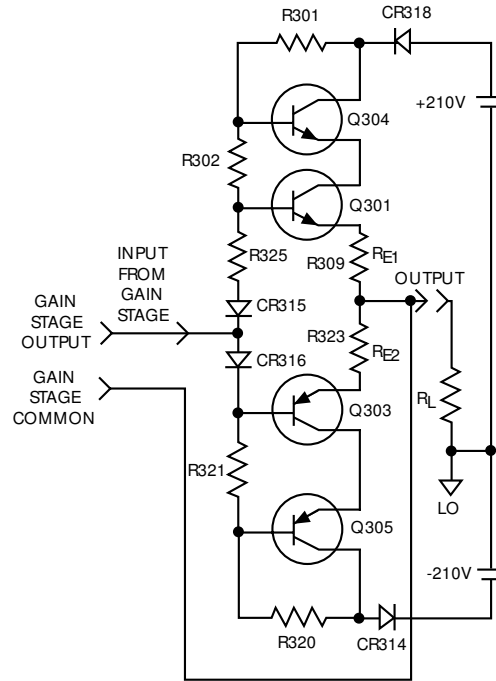 R301
CR318
Q304
+210V
R302
Q301
R325
R309
RE1
INPUT
FROM
GAIN
STAGE
OUTPUT
GAIN
STAGE
OUTPUT
CR315
R323
RE2
CR316
GAIN
STAGE
COMMON
Q303
RL
R321
LO
Q305
-210V
R320
CR314